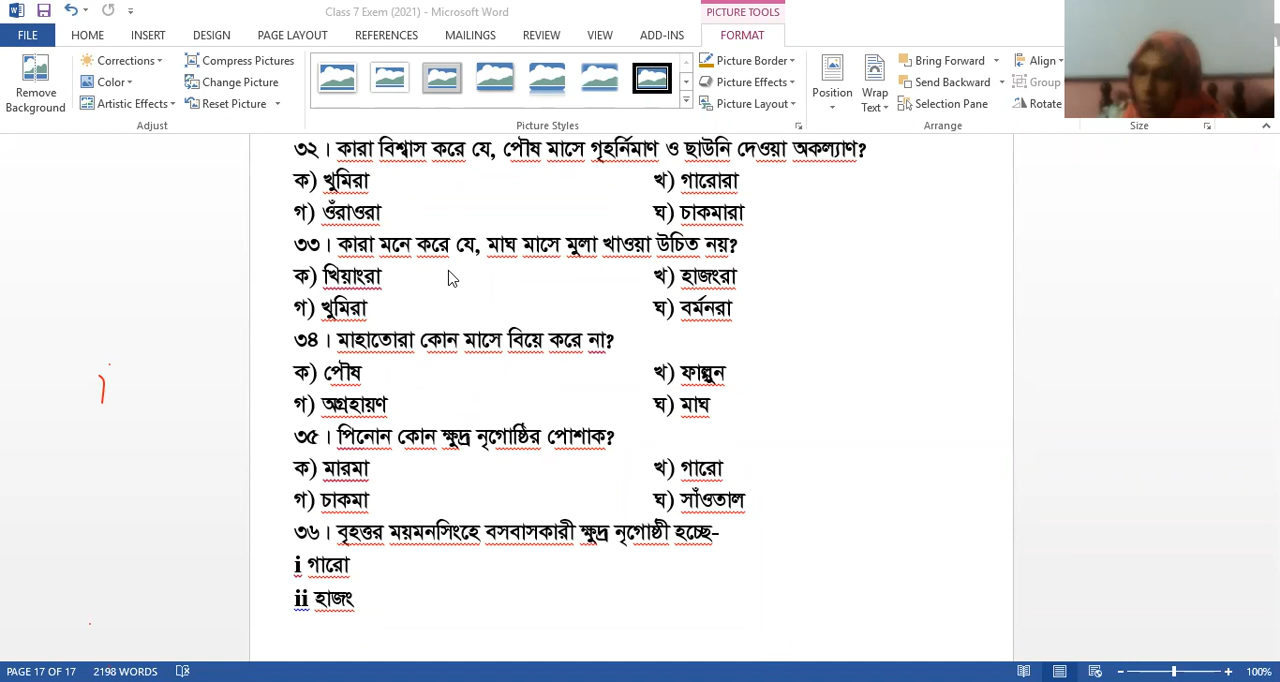 Class 7 Exem (2021) - Microsoft Word
PICTURE TOOLS
FILE HOME INSERT DESIGN PAGE LAYOUT REFERENCES MAILINGS REVIEW VIEW ADD-INS FORMAT
Remove Background
Corrections
Color
Artistic Effects
Compress Pictures
Change Picture
Reset Picture
Adjust
Picture Styles
Picture Border
Picture Effects
Picture Layout
Position
Wrap Text
Bring Forward
Send Backward
Selection Pane
Align
Group
Rotate
Arrange
Size
৩২। কারা বিশ্বাস করে যে, পৌষ মাসে গৃহর্নিমাণ ও ছাউনি দেওয়া অকল্যাণ?
ক) খুমিরা খ) গারোরা
গ) ওঁরাওরা ঘ) চাকমারা
৩৩। কারা মনে করে যে, মাঘ মাসে মুলা খাওয়া উচিত নয়?
ক) খিয়াংরা খ) হাজংরা
গ) খুমিরা ঘ) বর্মনরা
৩৪। মাহাতোরা কোন মাসে বিয়ে করে না?
ক) পৌষ খ) ফাল্গুন
গ) অগ্রহায়ণ ঘ) মাঘ
৩৫। পিনোন কোন ক্ষুদ্র নৃগোষ্ঠির পোশাক?
ক) মারমা খ) গারো
গ) চাকমা ঘ) সাঁওতাল
৩৬। বৃহত্তর ময়মনসিংহে বসবাসকারী ক্ষুদ্র নৃগোষ্ঠী হচ্ছে-
i গারো
ii হাজং
PAGE 17 OF 17 2198 WORDS 100%